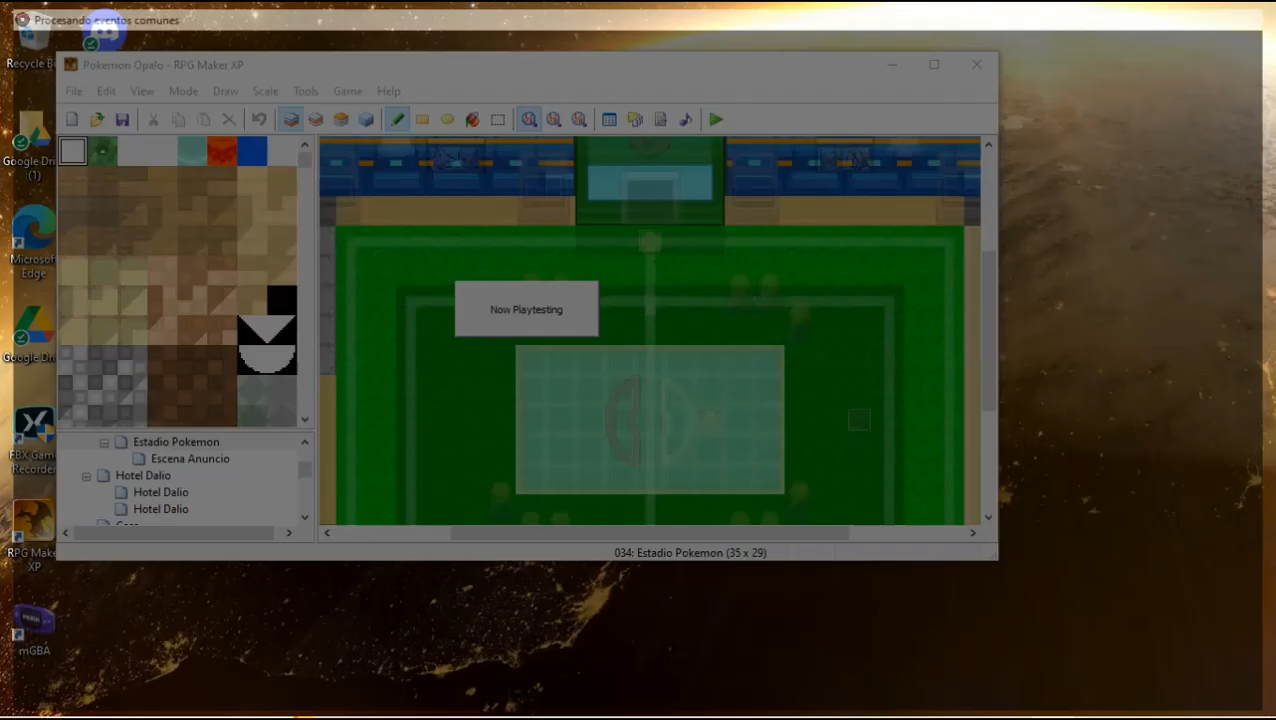 Procesando eventos comunes
Recycle Bi
Pokemon Opalo - RPG Maker XP
File Edit View Mode Draw Scale Tools Game Help
Google Dri
(1)
Microsoft
Edge
Google Dri
Now Playtesting
Estadio Pokemon
Escena Anuncio
Hotel Dalio
Hotel Dalio
Hotel Dalio
FBX Gam
Recorder
RPG Make
XP
034: Estadio Pokemon (35 x 29)
mGBA